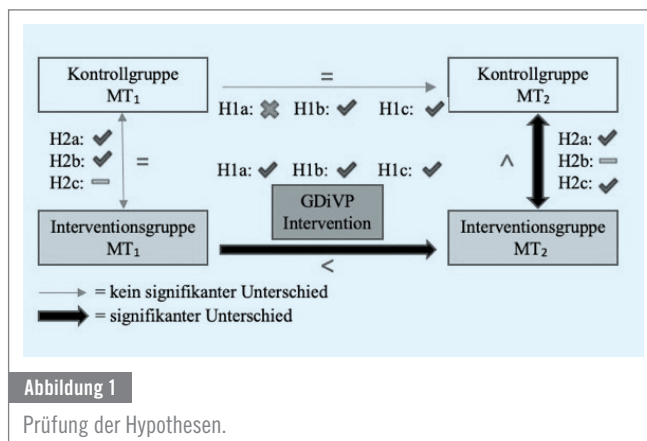 Kontrollgruppe
MT₁
=
Kontrollgruppe
MT₂
H1a: ✖ H1b: ✔ H1c: ✔
H2a: ✔
H2b: ✔
H2c: –
=
H1a: ✔ H1b: ✔ H1c: ✔
GDiVP
Intervention
^
H2a: ✔
H2b: –
H2c: ✔
Interventionsgruppe
MT₁
<
Interventionsgruppe
MT₂
= kein signifikanter Unterschied
= signifikanter Unterschied
Abbildung 1
Prüfung der Hypothesen.